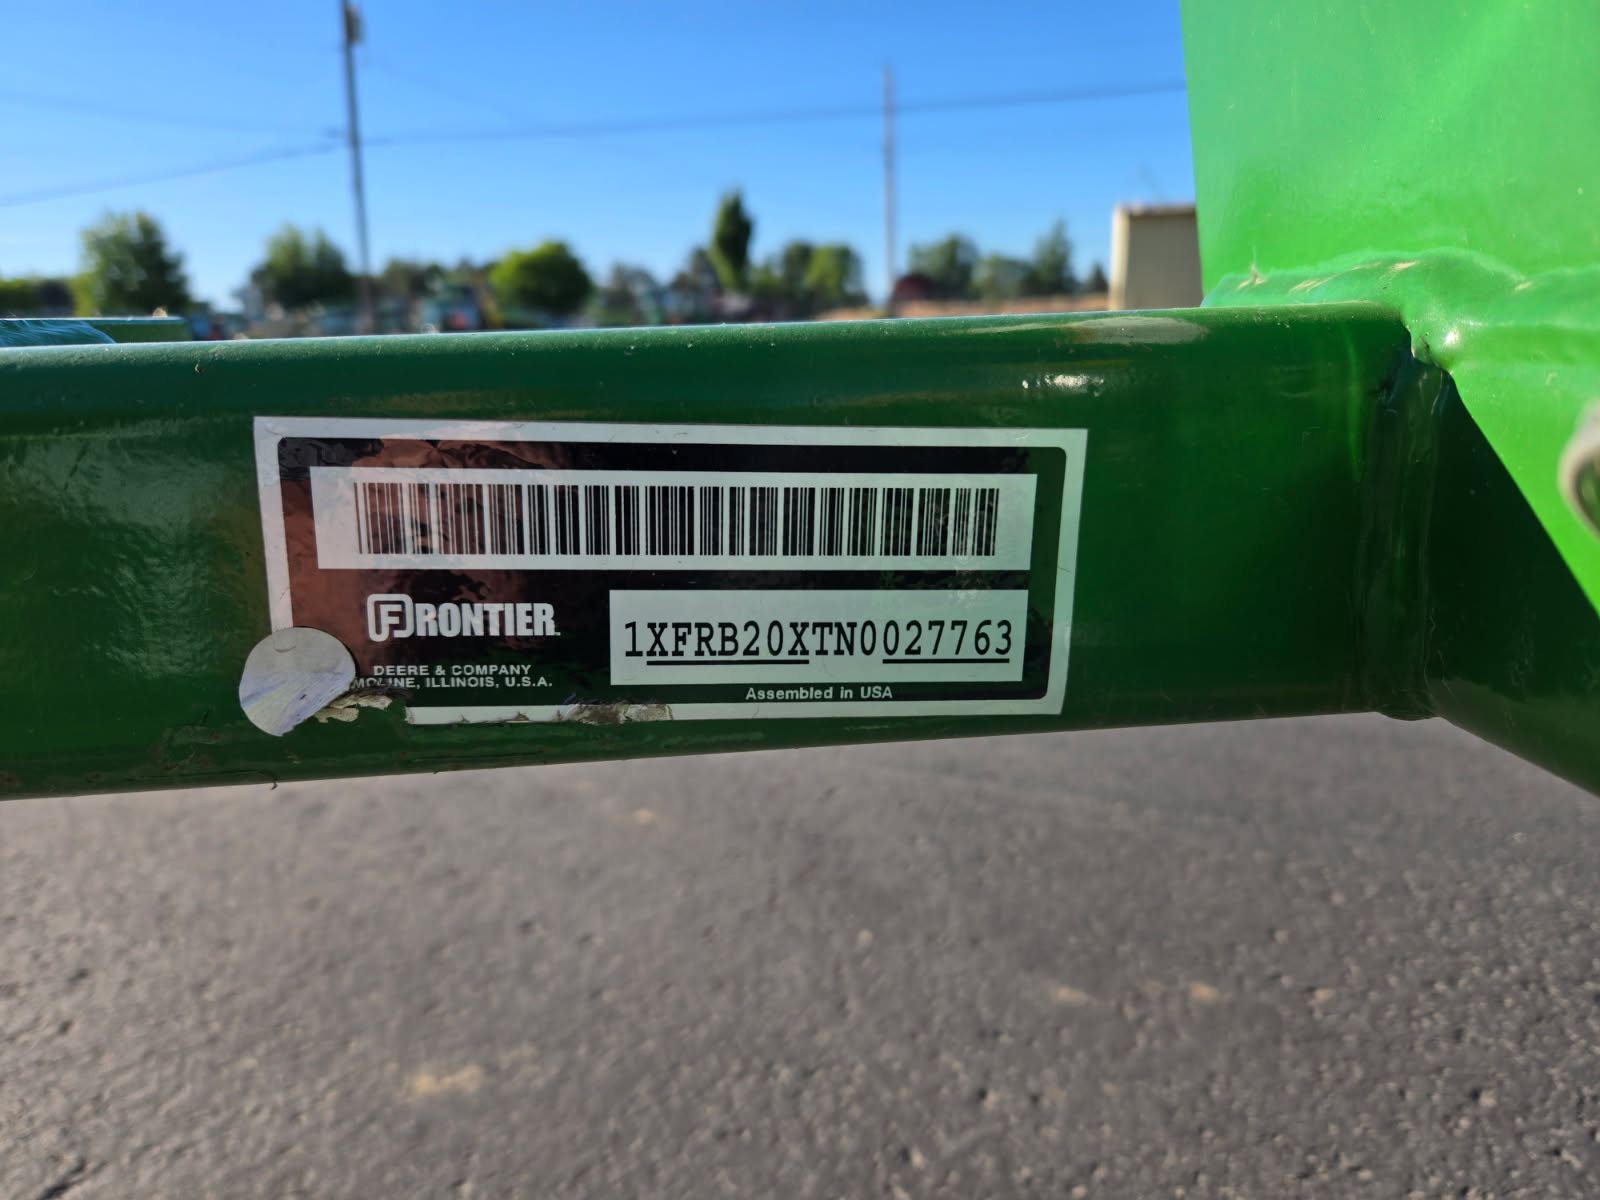 FRONTIER
DEERE & COMPANY
MOLINE, ILLINOIS, U.S.A.
1XFRB20XTN0027763
Assembled in USA